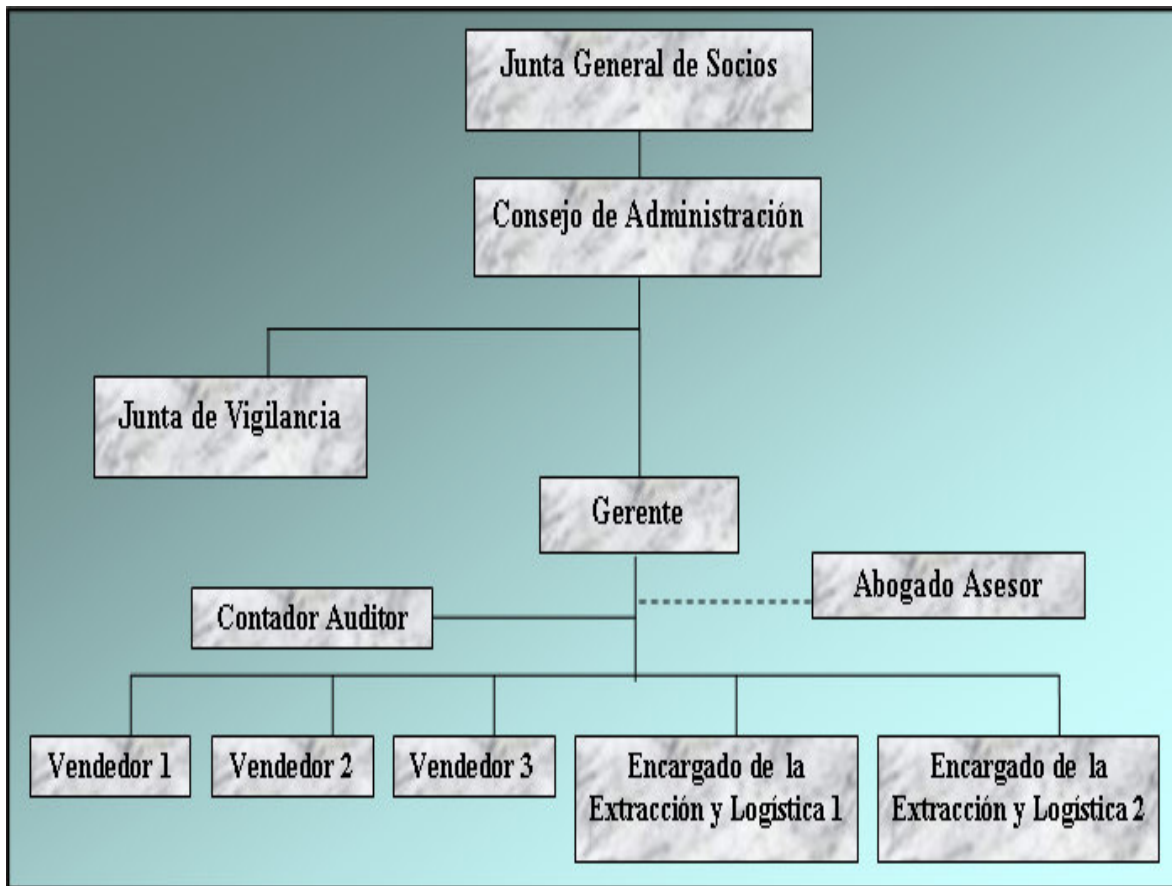 Junta General de Socios
Consejo de Administración
Junta de Vigilancia
Gerente
Abogado Asesor
Contador Auditor
Vendedor 1
Vendedor 2
Vendedor 3
Encargado de la
Extracción y Logística 1
Encargado de la
Extracción y Logística 2